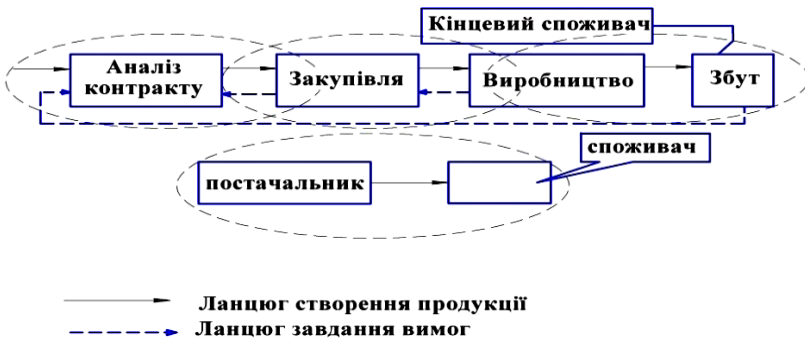 Кінцевий споживач
Аналіз
контракту
Закупівля
Виробництво
Збут
споживач
постачальник
Ланцюг створення продукції
Ланцюг завдання вимог